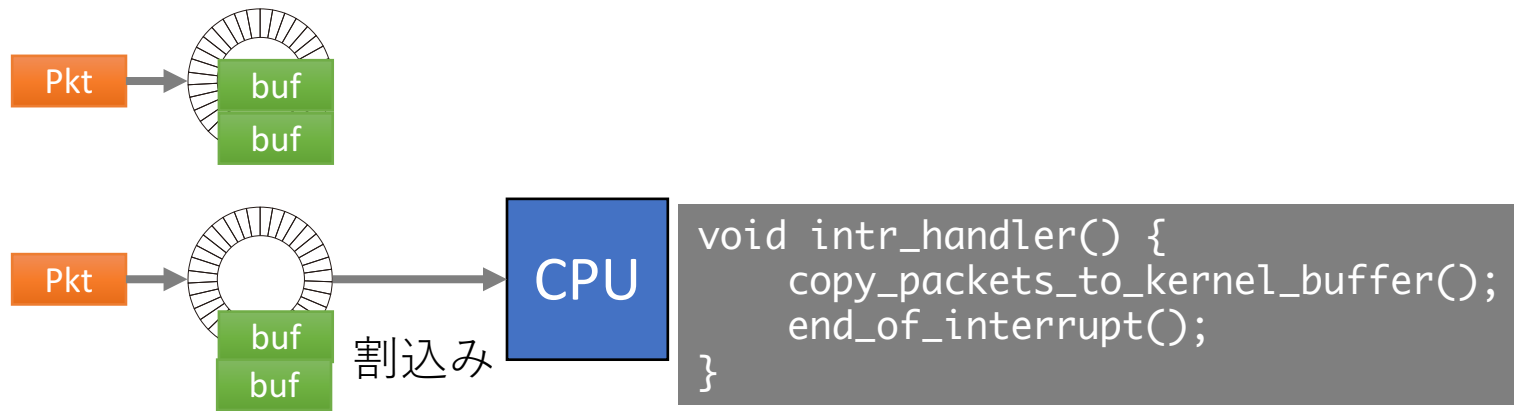 Pkt
buf
buf
Pkt
buf
buf
割込み
CPU
void intr_handler() {
    copy_packets_to_kernel_buffer();
    end_of_interrupt();
}